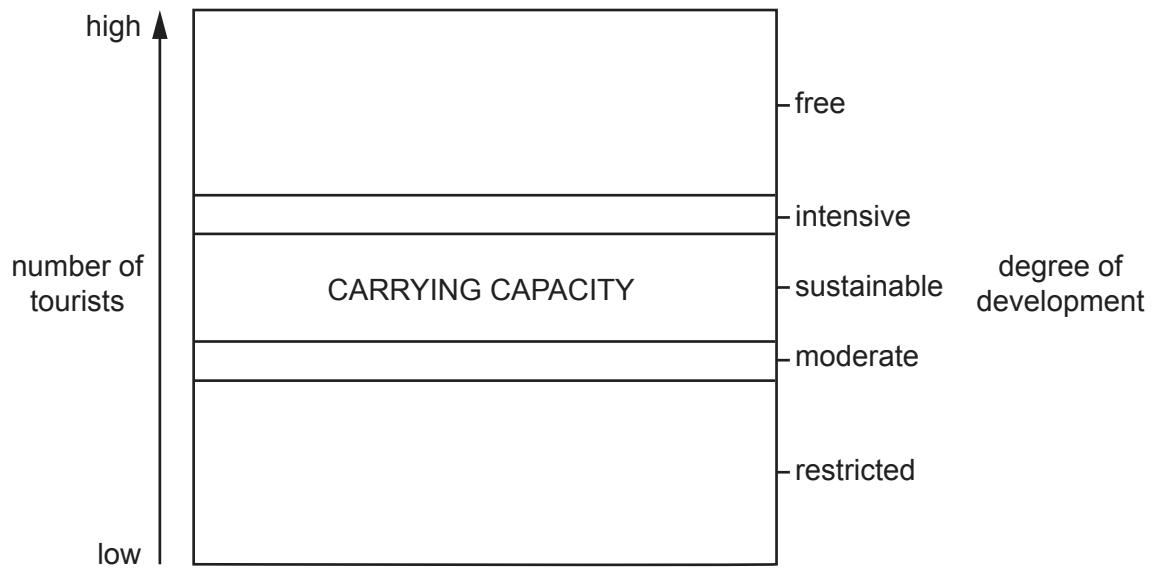 high
free
intensive
number of
tourists
CARRYING CAPACITY
sustainable
degree of
development
moderate
restricted
low